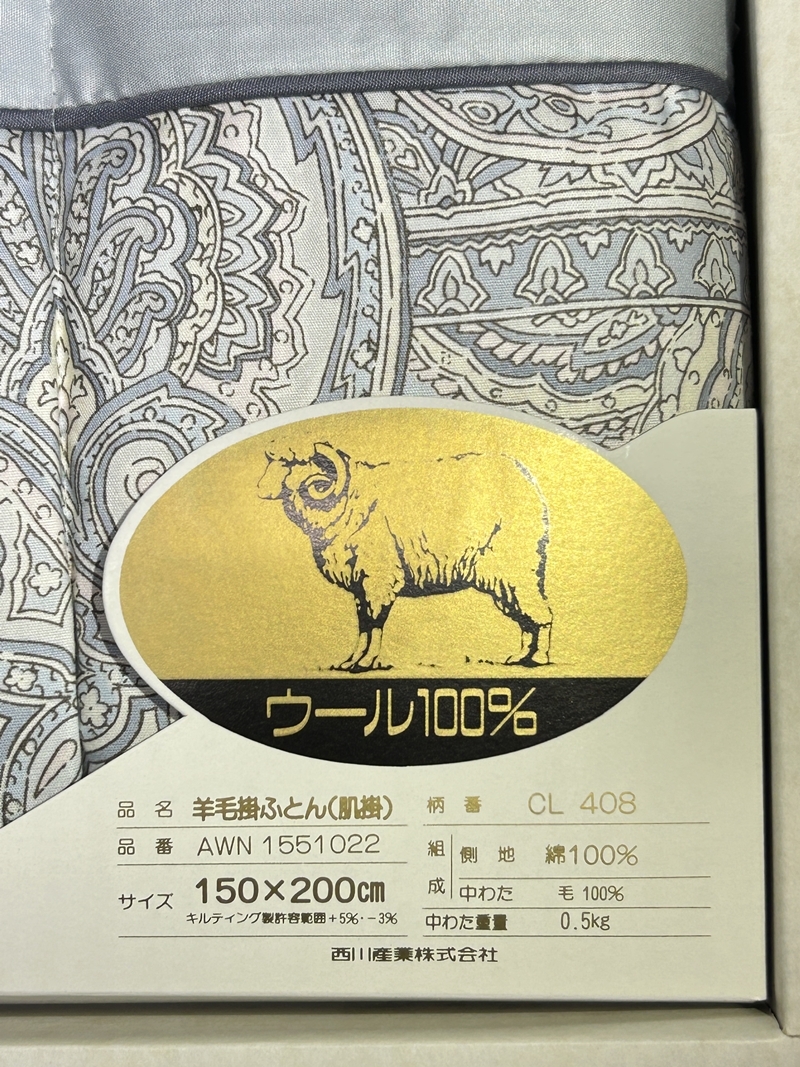 ウール100%
品名 羊毛掛ふとん(肌掛)
品番 AWN 1551022
サイズ 150×200cm
キルティング製許容範囲+5%・-3%
柄番 CL 408
組成 側地 綿100%
中わた 毛 100%
中わた重量 0.5kg
西川産業株式会社